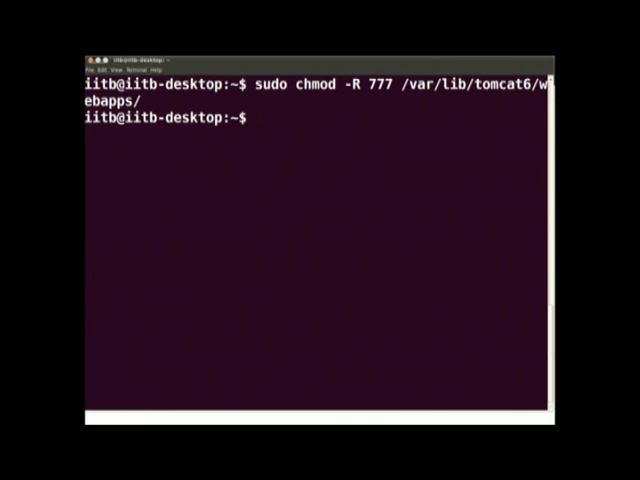 iitb@iitb-desktop: ~
File Edit View Terminal Help
iitb@iitb-desktop:~$ sudo chmod -R 777 /var/lib/tomcat6/w
ebapps/
iitb@iitb-desktop:~$